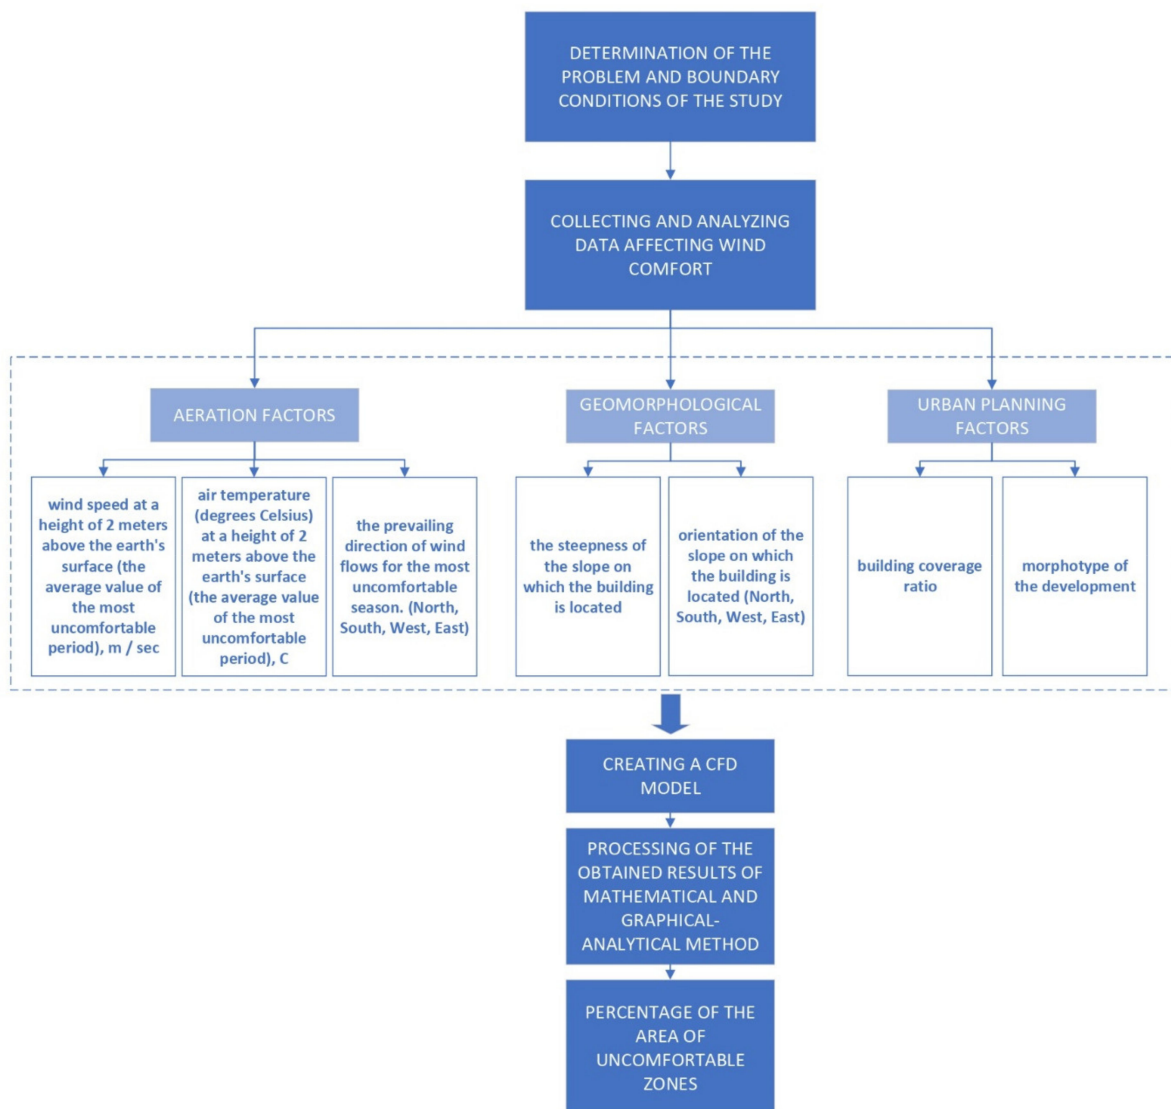 DETERMINATION OF THE
PROBLEM AND BOUNDARY
CONDITIONS OF THE STUDY
COLLECTING AND ANALYZING
DATA AFFECTING WIND
COMFORT
AERATION FACTORS
GEOMORPHOLOGICAL
FACTORS
URBAN PLANNING
FACTORS
wind speed at a
height of 2 meters
above the earth's
surface (the
average value of
the most
uncomfortable
period), m / sec
air temperature
(degrees Celsius)
at a height of 2
meters above the
earth's surface
(the average value
of the most
uncomfortable
period), C
the prevailing
direction of wind
flows for the most
uncomfortable
season. (North,
South, West, East)
the steepness of
the slope on
which the building
is located
orientation of the
slope on which
the building is
located (North,
South, West, East)
building coverage
ratio
morphotype of
the development
CREATING A CFD
MODEL
PROCESSING OF THE
OBTAINED RESULTS OF
MATHEMATICAL AND
GRAPHICAL-
ANALYTICAL METHOD
PERCENTAGE OF THE
AREA OF
UNCOMFORTABLE
ZONES